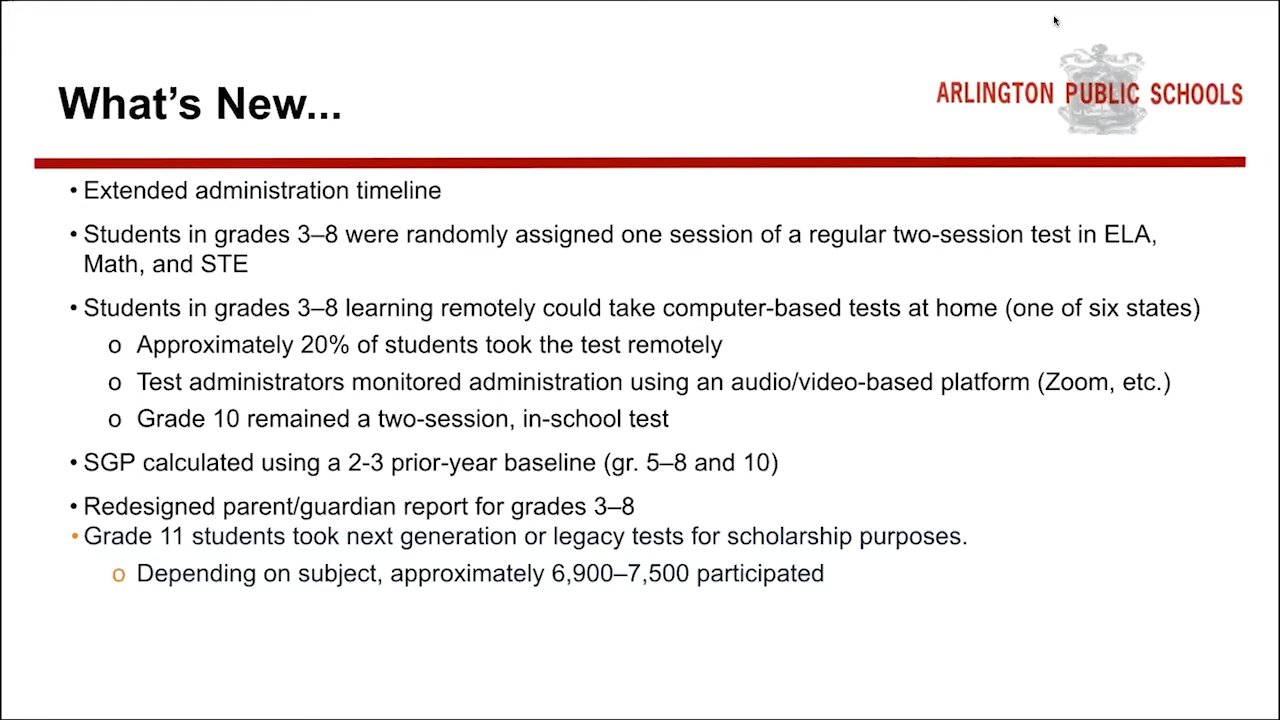 What's New...
ARLINGTON PUBLIC SCHOOLS
• Extended administration timeline
• Students in grades 3–8 were randomly assigned one session of a regular two-session test in ELA,
Math, and STE
• Students in grades 3–8 learning remotely could take computer-based tests at home (one of six states)
o Approximately 20% of students took the test remotely
o Test administrators monitored administration using an audio/video-based platform (Zoom, etc.)
o Grade 10 remained a two-session, in-school test
• SGP calculated using a 2-3 prior-year baseline (gr. 5–8 and 10)
• Redesigned parent/guardian report for grades 3–8
• Grade 11 students took next generation or legacy tests for scholarship purposes.
o Depending on subject, approximately 6,900–7,500 participated